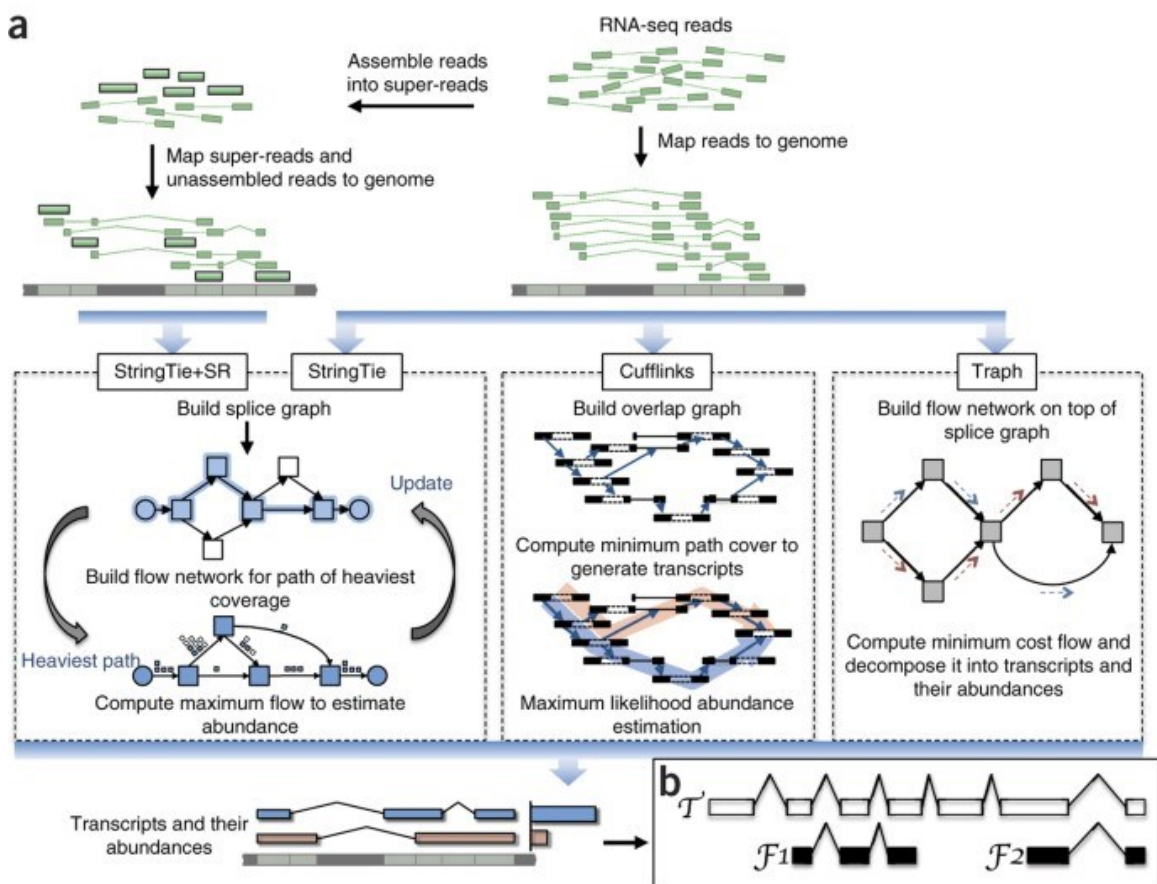 a
RNA-seq reads
Assemble reads
into super-reads
Map super-reads and
unassembled reads to genome
Map reads to genome
StringTie+SR
StringTie
Build splice graph
Update
Build flow network for path of heaviest
coverage
Heaviest path
Compute maximum flow to estimate
abundance
Cufflinks
Build overlap graph
Compute minimum path cover to
generate transcripts
Maximum likelihood abundance
estimation
Traph
Build flow network on top of
splice graph
Compute minimum cost flow and
decompose it into transcripts and
their abundances
Transcripts and their
abundances
b
T
F1
F2